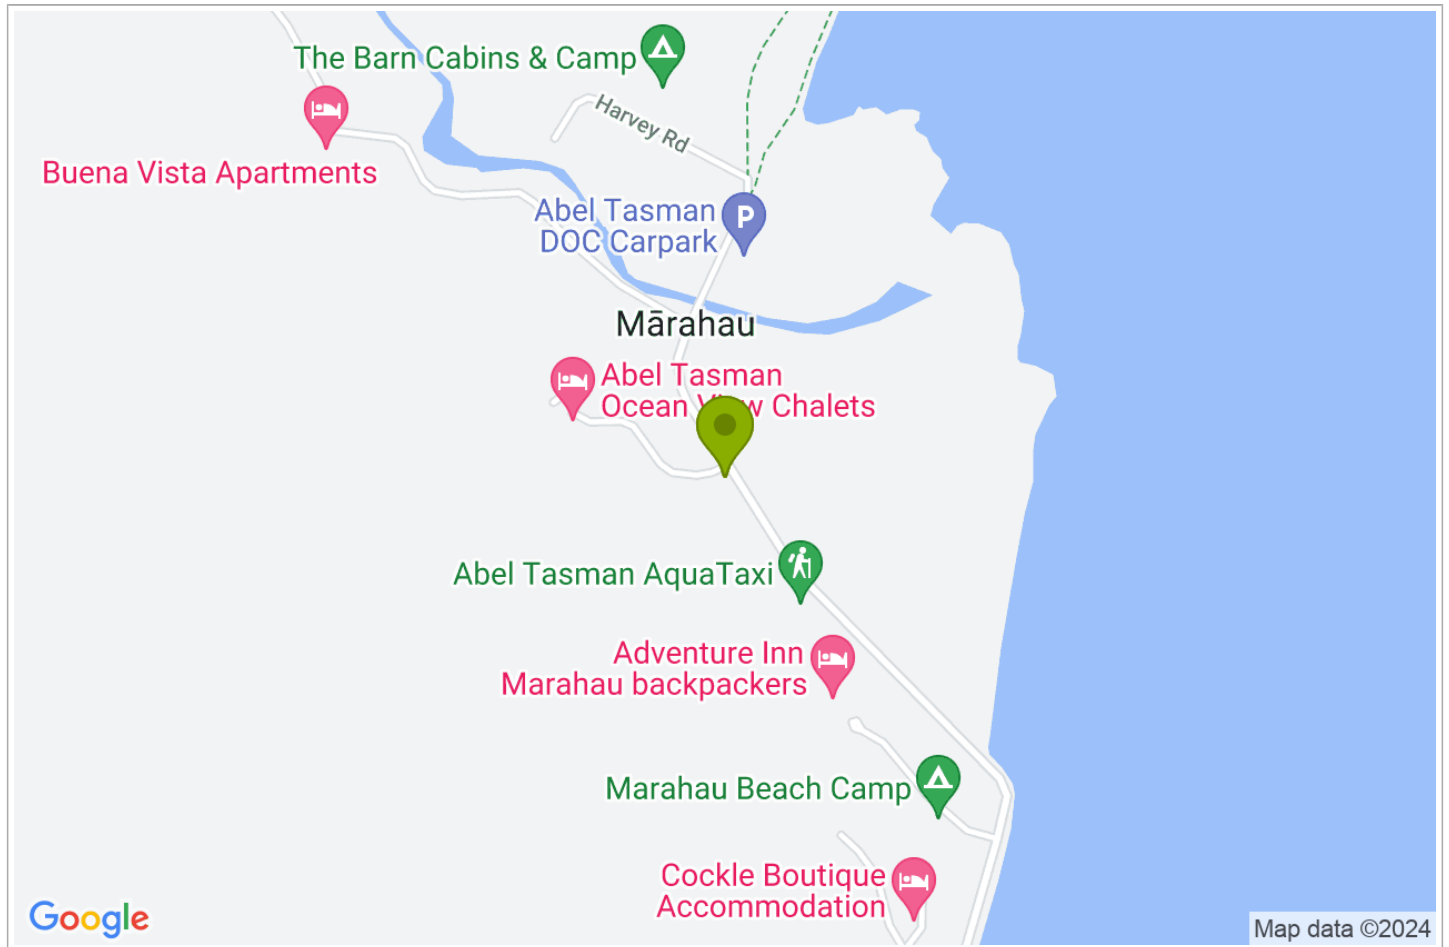 The Barn Cabins & Camp
Harvey Rd
Buena Vista Apartments
Abel Tasman
DOC Carpark
P
Mārahau
Abel Tasman
Ocean View Chalets
Abel Tasman AquaTaxi
Adventure Inn
Marahau backpackers
Marahau Beach Camp
Cockle Boutique
Accommodation
Google
Map data ©2024